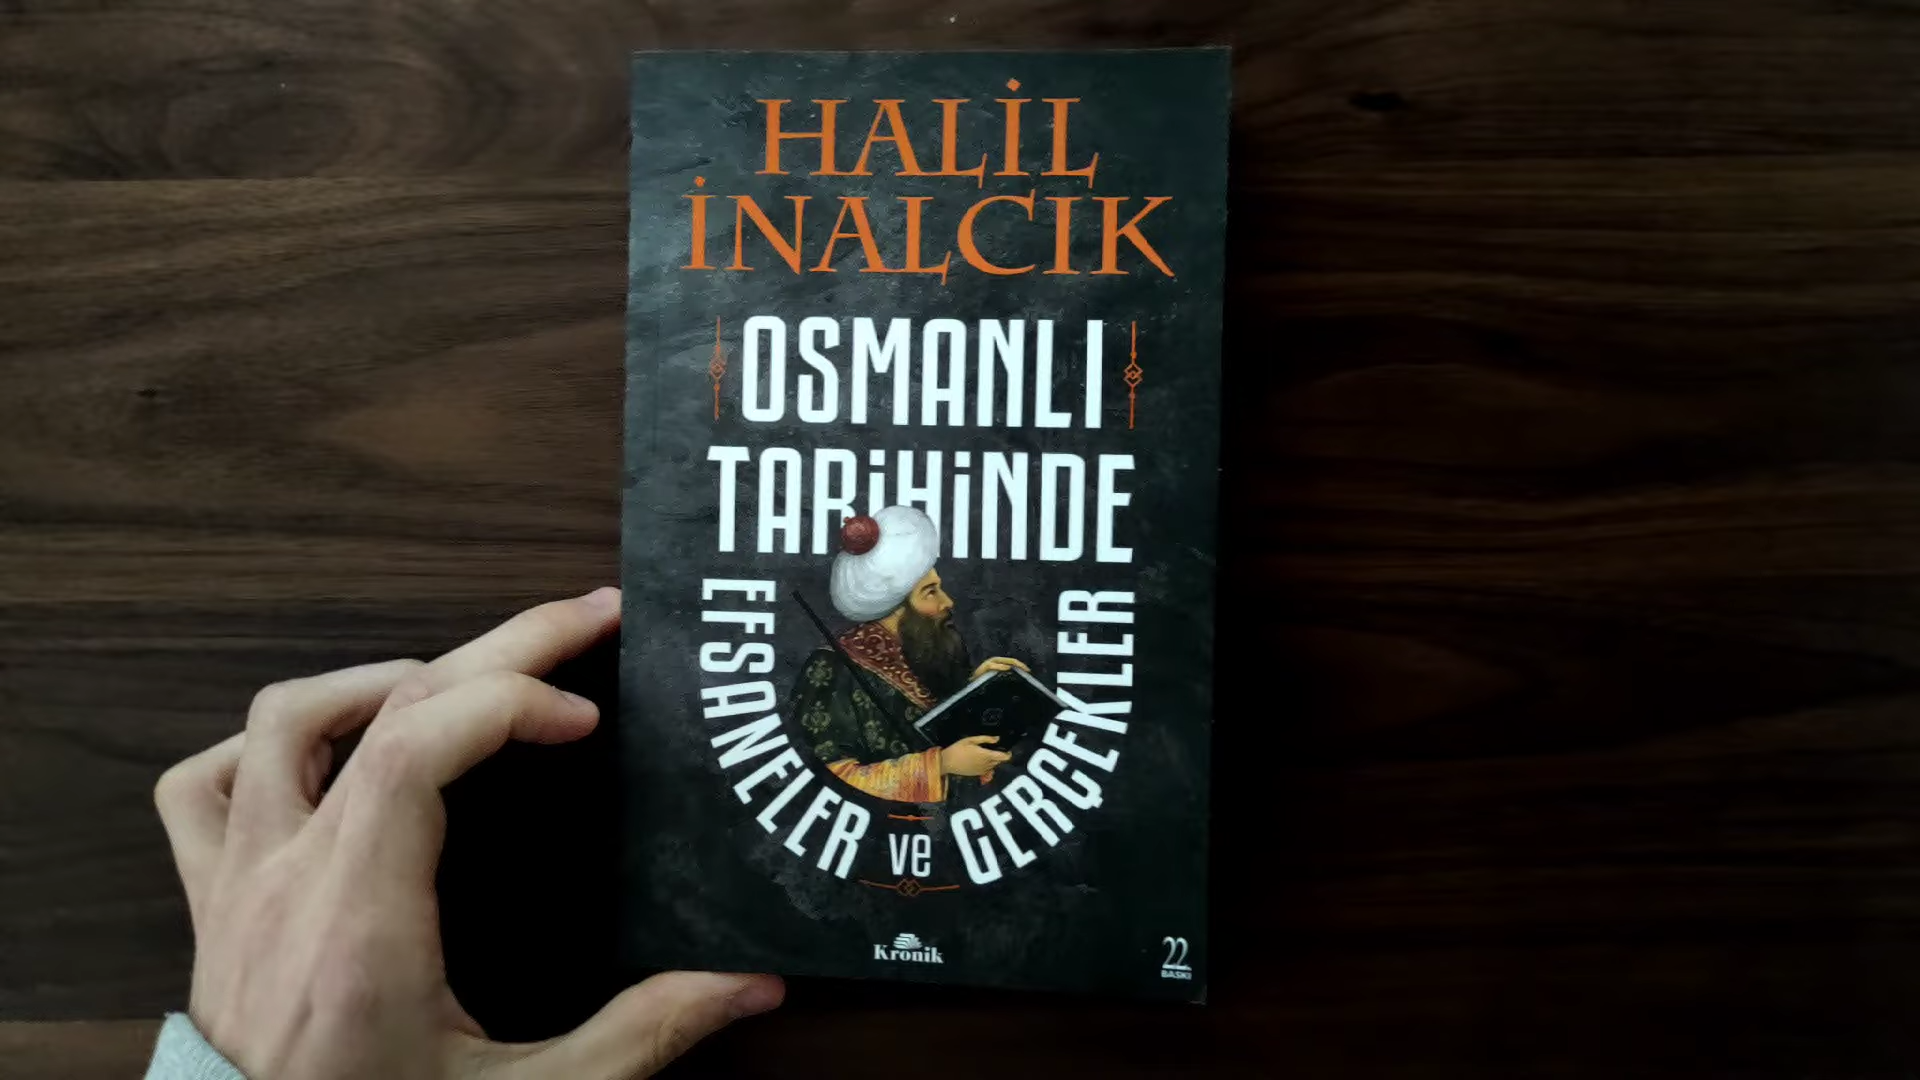 HALİL
İNALCIK
OSMANLI
TARİHİNDE
EFSANELER ve GERÇEKLER
Kronik
22.
BASKI